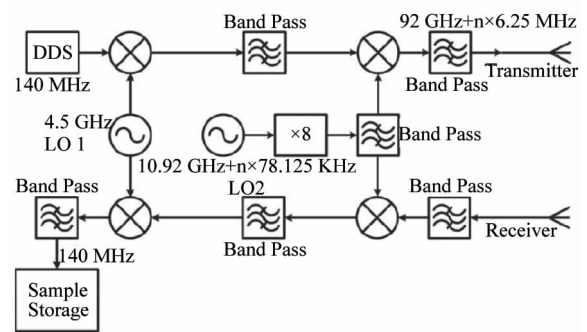 Band Pass
92 GHz+n×6.25 MHz
DDS
140 MHz
Band Pass
Transmitter
4.5 GHz
LO 1
×8
Band Pass
10.92 GHz+n×78.125 KHz
LO2
Band Pass
Band Pass
Band Pass
Receiver
140 MHz
Sample
Storage